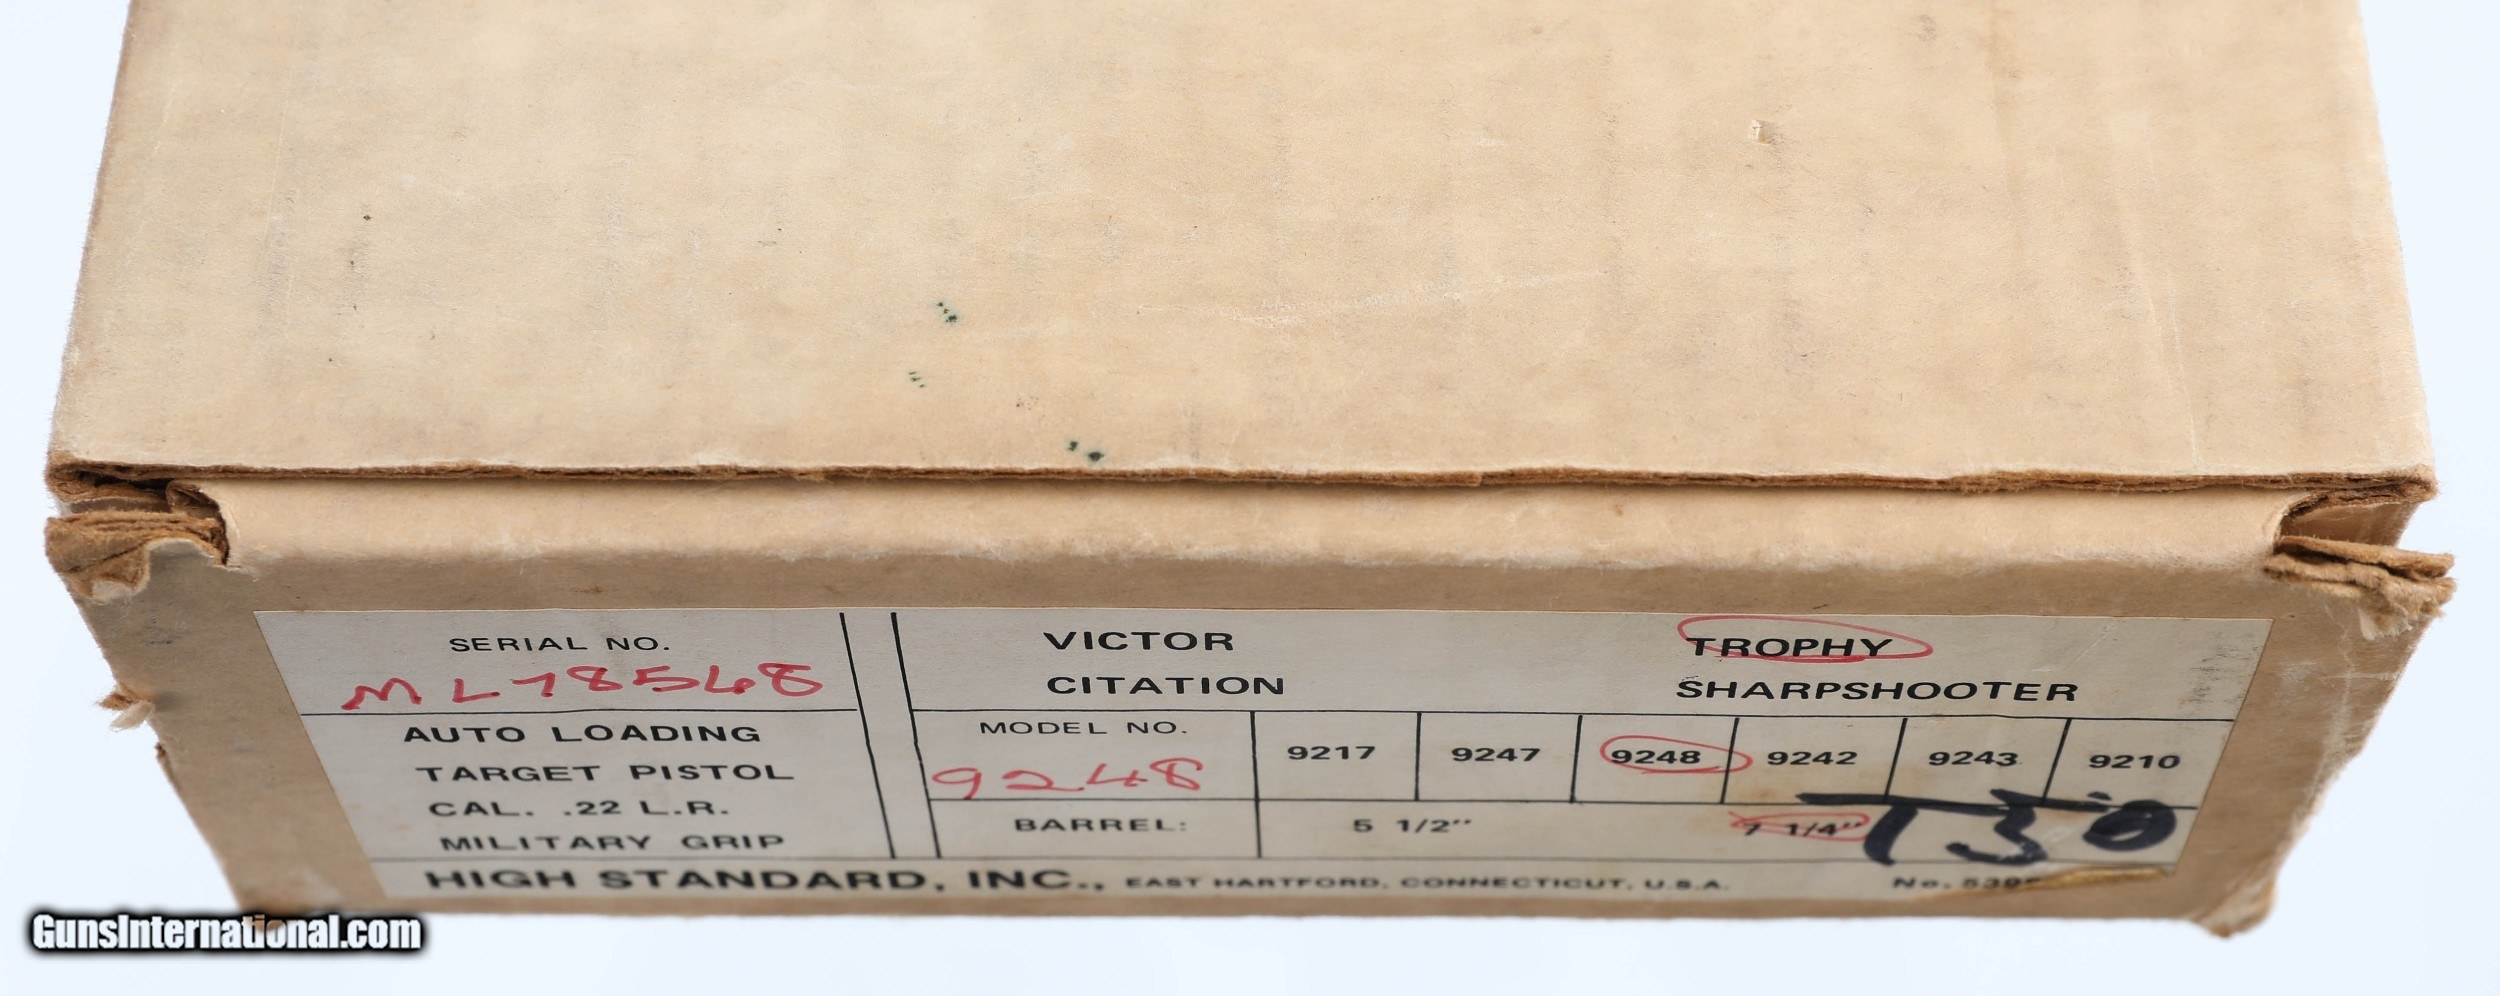 SERIAL NO.
ML78548
AUTO LOADING
TARGET PISTOL
CAL. .22 L.R.
MILITARY GRIP
VICTOR
TROPHY
CITATION
SHARPSHOOTER
MODEL NO.
9248
9217 9247 9248 9242 9243 9210
BARREL: 5 1/2" 7 1/4"
HIGH STANDARD, INC., EAST HARTFORD, CONNECTICUT, U.S.A. No.
GunsInternational.com